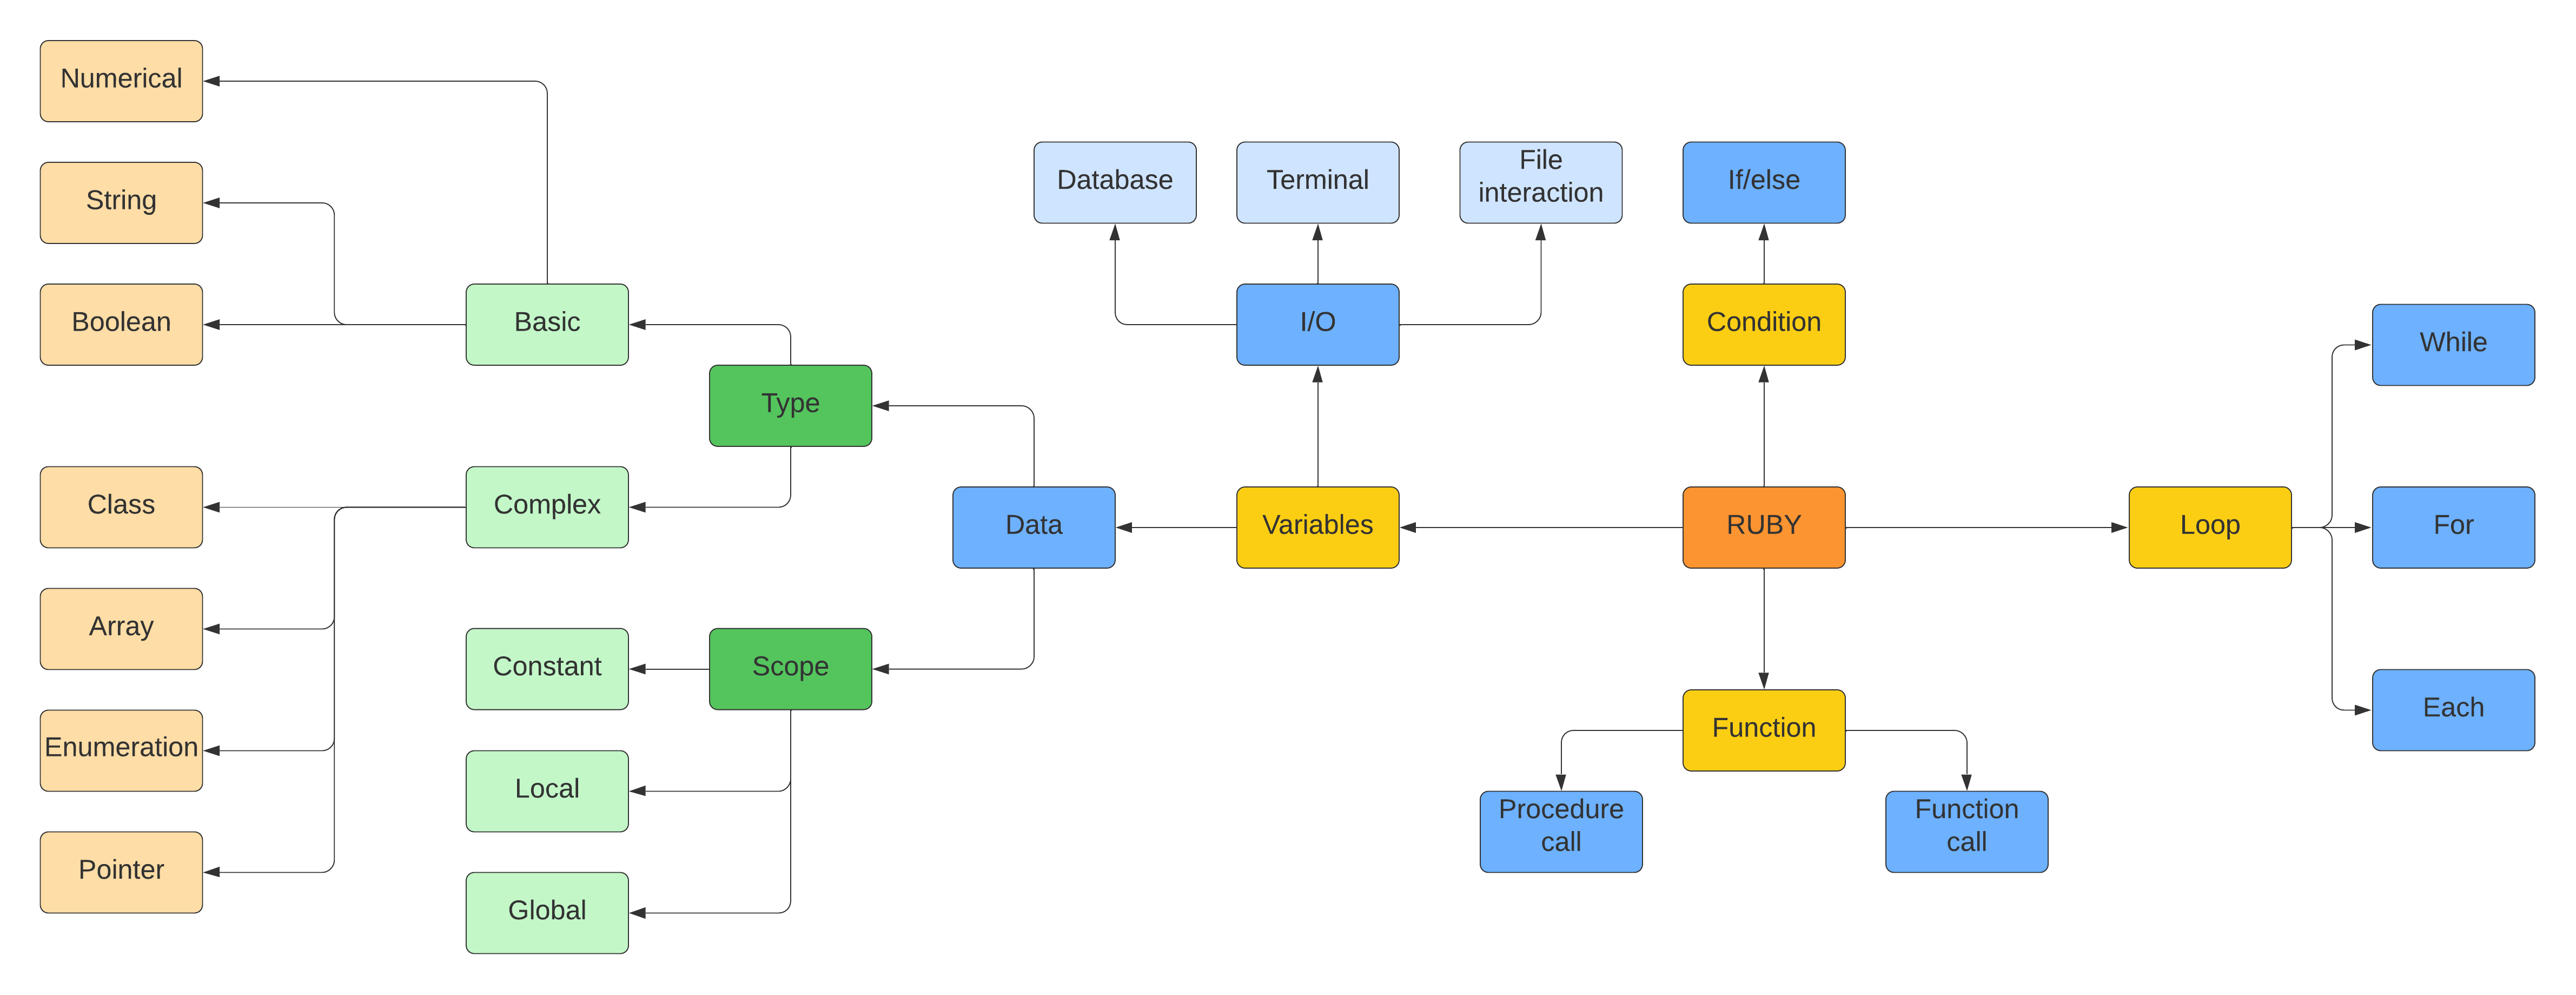 Numerical
String
Boolean
Class
Array
Enumeration
Pointer
Basic
Complex
Constant
Local
Global
Type
Scope
Data
Database
Terminal
File
interaction
I/O
Variables
If/else
Condition
RUBY
Function
Procedure
call
Function
call
Loop
While
For
Each